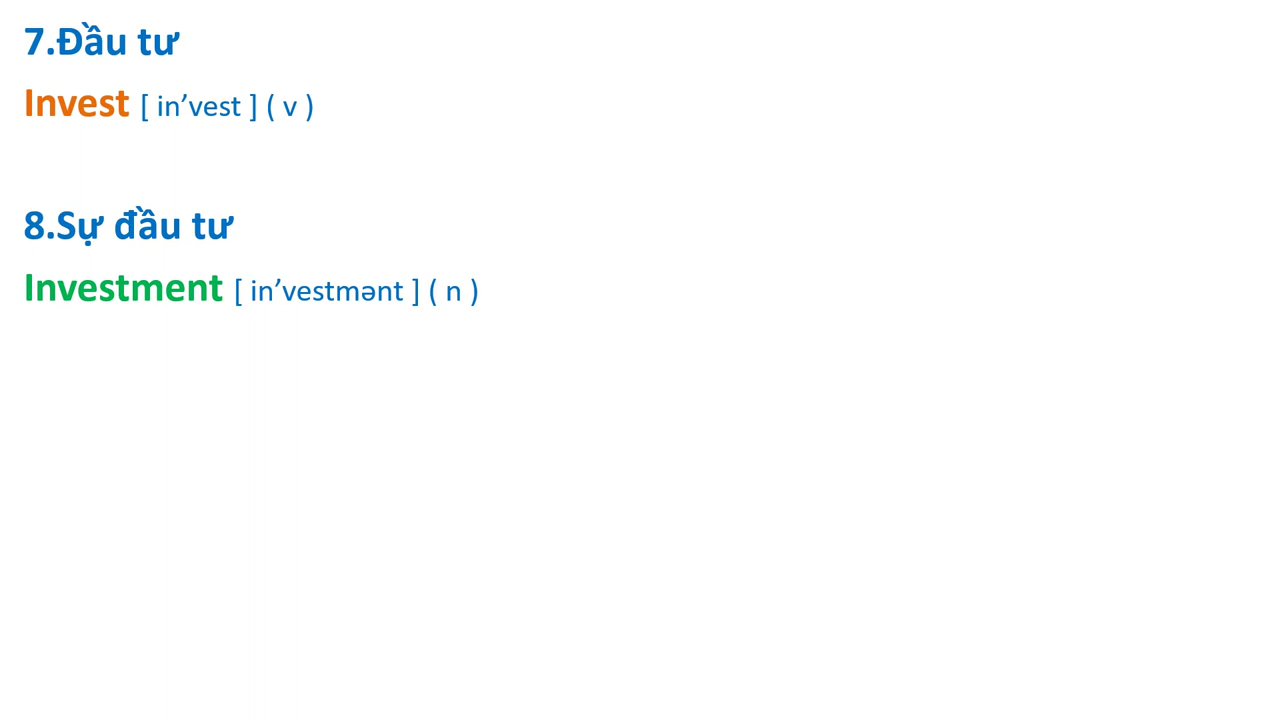 7.Đầu tư
Invest [ in’vest ] ( v )
8.Sự đầu tư
Investment [ in’vestmənt ] ( n )